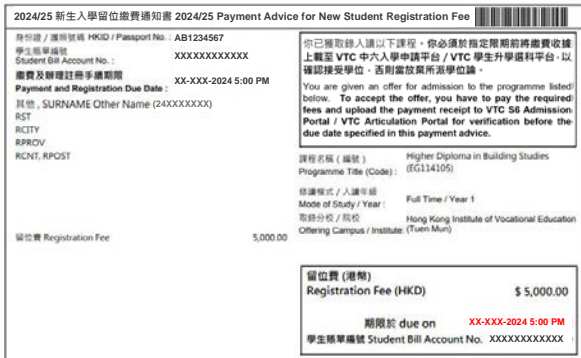 2024/25 新生入學留位繳費通知書 2024/25 Payment Advice for New Student Registration Fee
身份證 / 護照號碼 HKID / Passport No. : AB1234567
學生賬單編號
Student Bill Account No. : XXXXXXXXXXXX
繳費及辦理註冊手續期限
Payment and Registration Due Date : XX-XXX-2024 5:00 PM
其他 , SURNAME Other Name (24XXXXXXX)
RST
RCITY
RPROV
RCNT, RPOST
留位費 Registration Fee 5,000.00
你已獲取錄入讀以下課程。你必須於指定限期前將繳費收據
上載至 VTC 中六入學申請平台 / VTC 學生升學選科平台，以
確認接受學位，否則當放棄所派學位論。
You are given an offer for admission to the programme listed
below. To accept the offer, you have to pay the required
fees and upload the payment receipt to VTC S6 Admission
Portal / VTC Articulation Portal for verification before the
due date specified in this payment advice.
課程名稱 ( 編號 )
Programme Title (Code) :
Higher Diploma in Building Studies
(EG114105)
修讀模式 / 入讀年級
Mode of Study / Year : Full Time / Year 1
取錄分校 / 院校
Offering Campus / Institute:
Hong Kong Institute of Vocational Education
(Tuen Mun)
留位費 (港幣)
Registration Fee (HKD) $ 5,000.00
期限於 due on XX-XXX-2024 5:00 PM
學生賬單編號 Student Bill Account No. XXXXXXXXXXXX